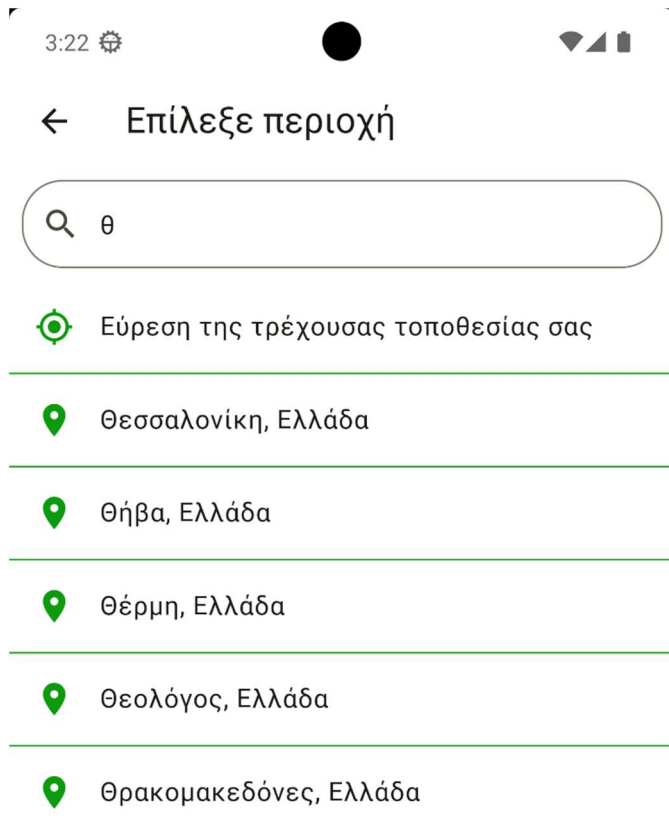 3:22
Επίλεξε περιοχή
θ
Εύρεση της τρέχουσας τοποθεσίας σας
Θεσσαλονίκη, Ελλάδα
Θήβα, Ελλάδα
Θέρμη, Ελλάδα
Θεολόγος, Ελλάδα
Θρακομακεδόνες, Ελλάδα